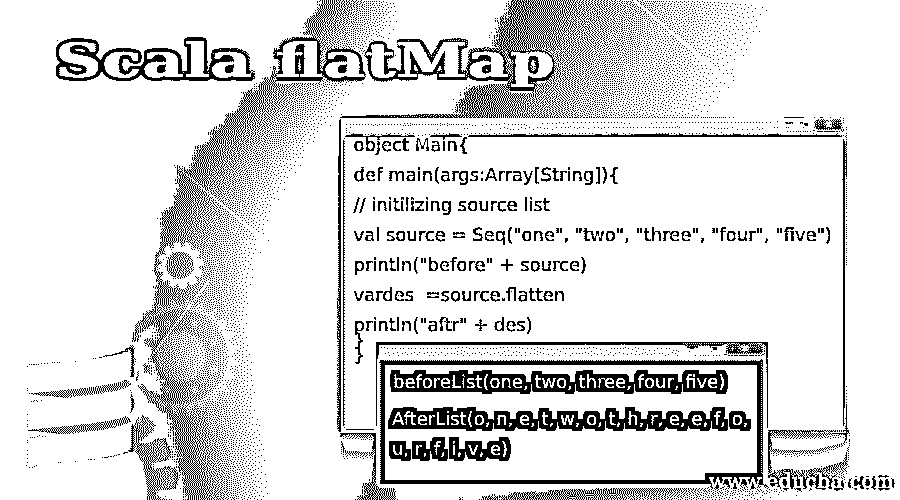 Scala flatMap
object Main{
def main(args:Array[String]){
// initilizing source list
val source = Seq("one", "two", "three", "four", "five")
println("before" + source)
vardes =source.flatten
println("aftr" + des)
}
}
beforeList(one, two, three, four, five)
AfterList(o, n, e, t, w, o, t, h, r, e, e, f, o,
u, r, f, i, v, e)
www.educba.com